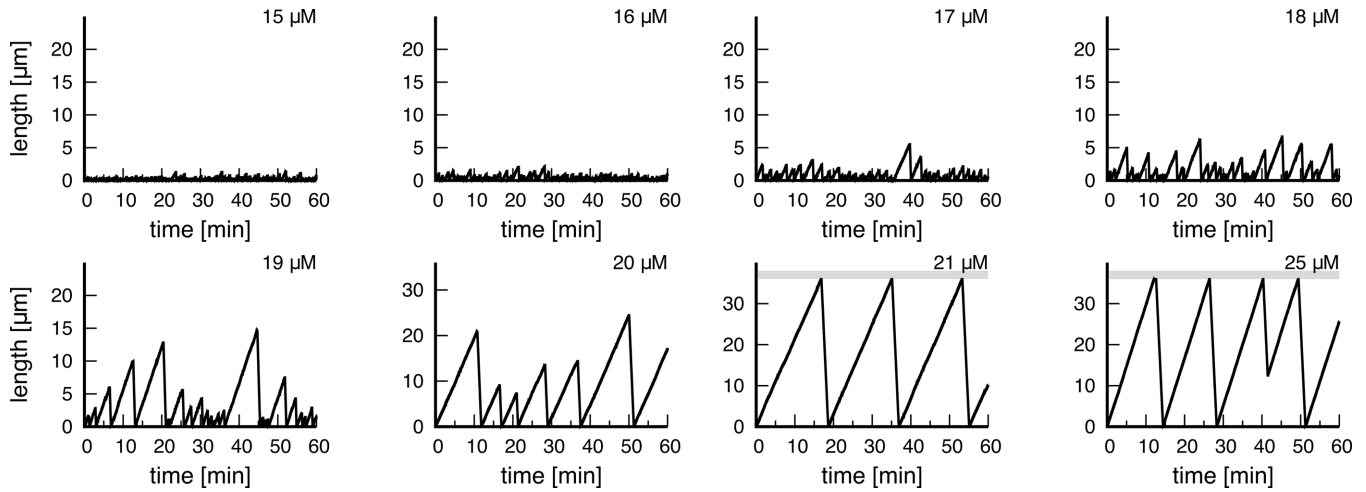 15 µM 16 µM 17 µM 18 µM
length [µm]
20 20 20 20
15 15 15 15
10 10 10 10
5 5 5 5
0 0 0 0
0 10 20 30 40 50 60 0 10 20 30 40 50 60 0 10 20 30 40 50 60 0 10 20 30 40 50 60
time [min] time [min] time [min] time [min]
19 µM 20 µM 21 µM 25 µM
length [µm]
20 30 30 30
15 20 20 20
10 10 10 10
5
0 0 0 0
0 10 20 30 40 50 60 0 10 20 30 40 50 60 0 10 20 30 40 50 60 0 10 20 30 40 50 60
time [min] time [min] time [min] time [min]